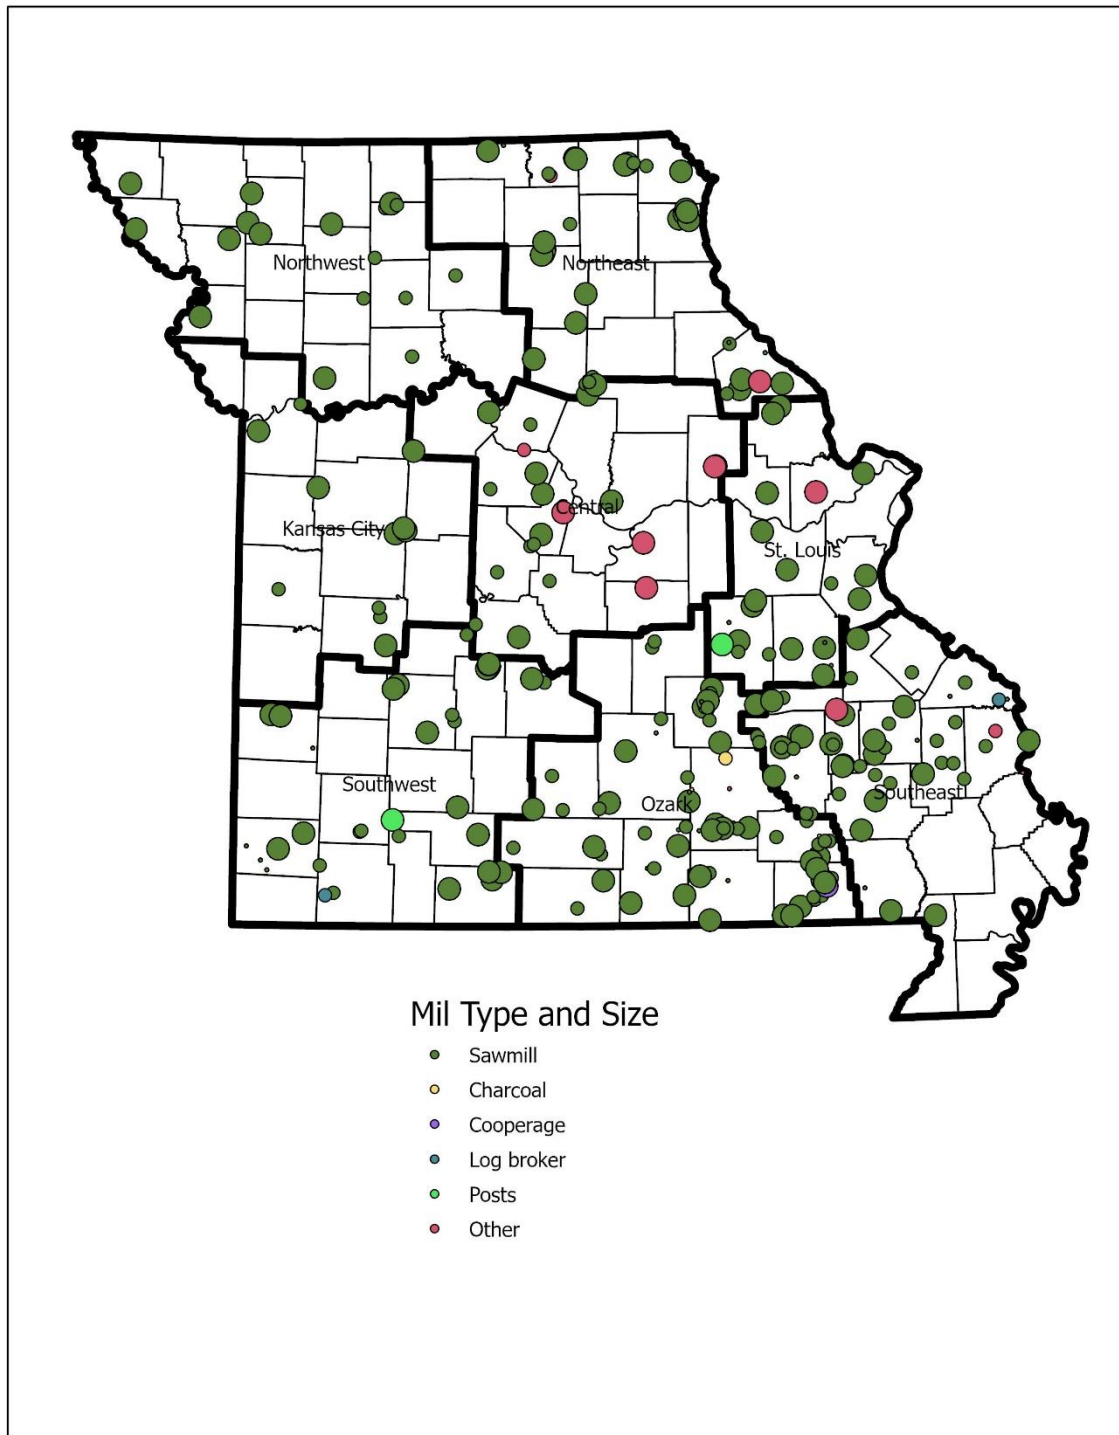 Northwest
Northeast
Central
Kansas City
St. Louis
Southwest
Ozark
Southeast
Mil Type and Size
Sawmill
Charcoal
Cooperage
Log broker
Posts
Other